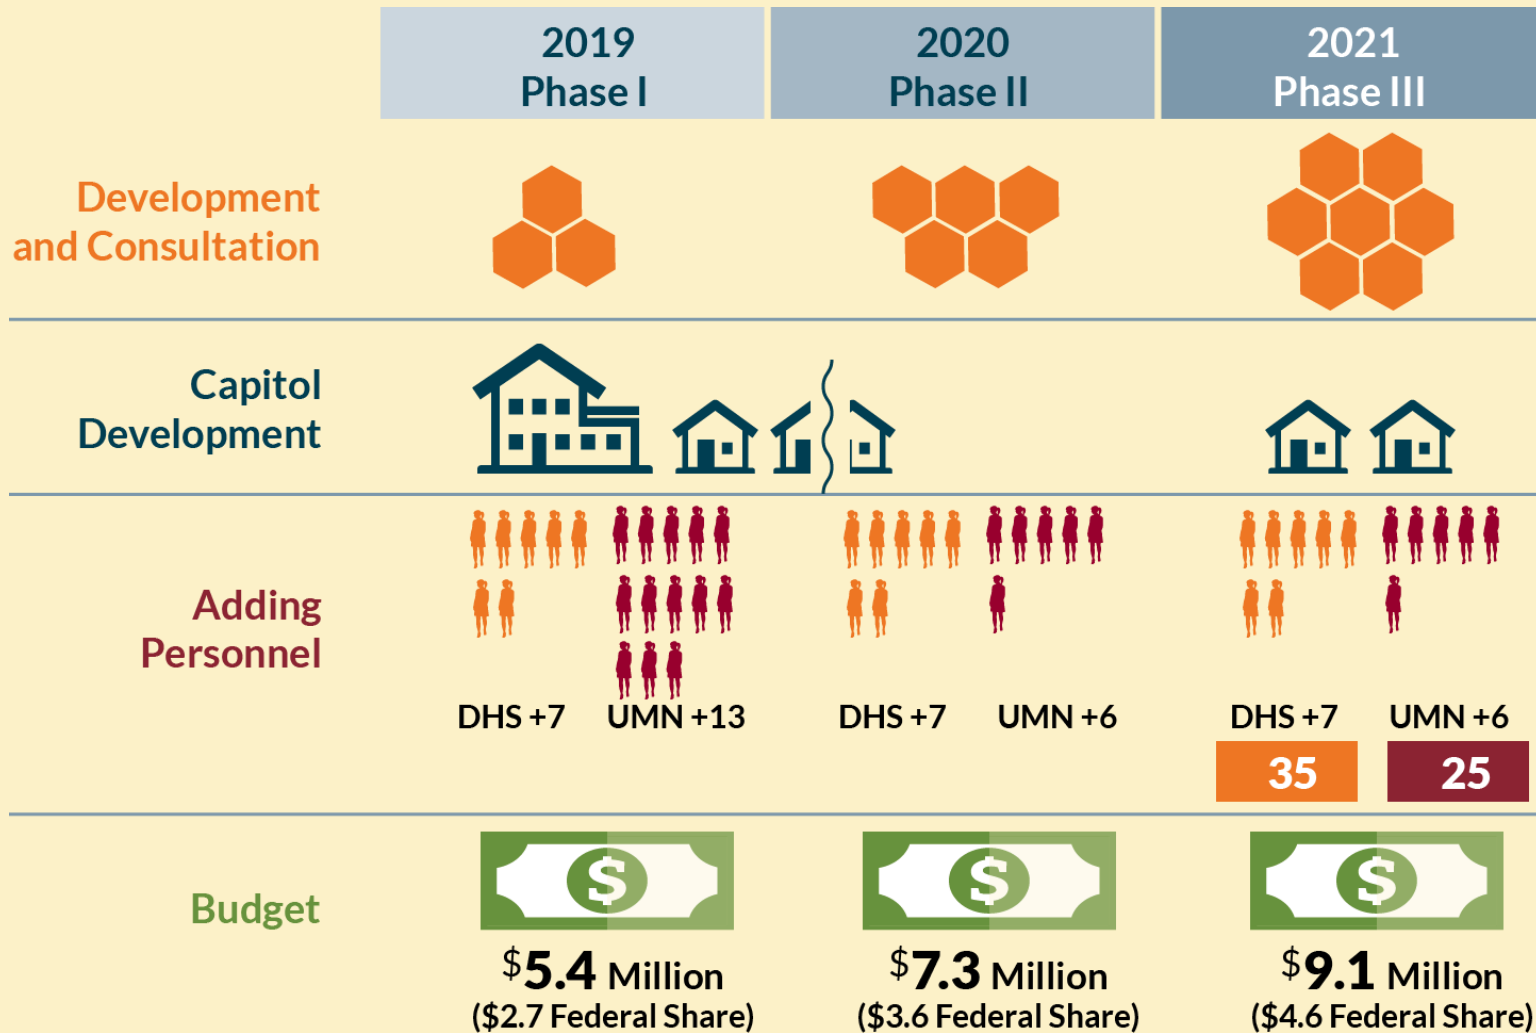 2019
Phase I
2020
Phase II
2021
Phase III
Development
and Consultation
Capitol
Development
Adding
Personnel
DHS +7
UMN +13
DHS +7
UMN +6
DHS +7
UMN +6
35
25
Budget
$
$
$
$5.4 Million
($2.7 Federal Share)
$7.3 Million
($3.6 Federal Share)
$9.1 Million
($4.6 Federal Share)